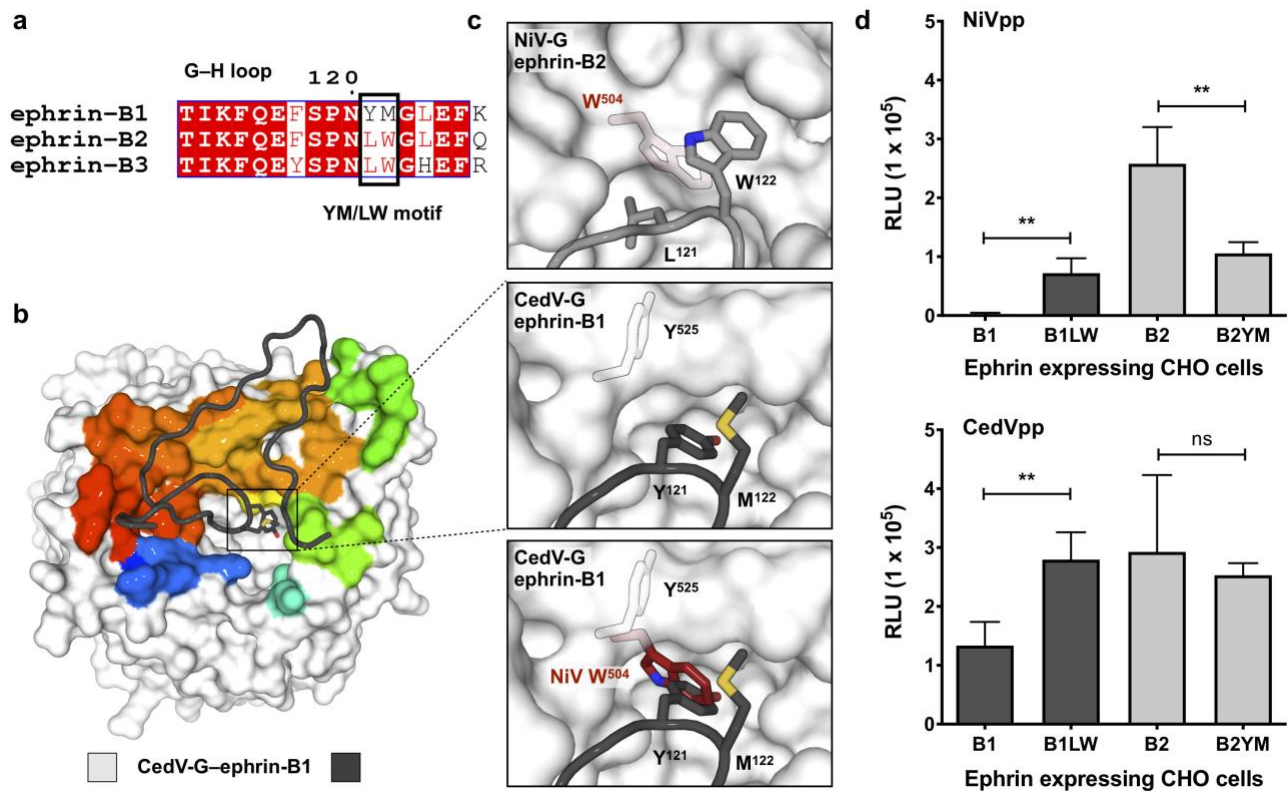 a
G–H loop 120
ephrin–B1 TIKFQEFSPNYMGLEFK
ephrin–B2 TIKFQEFSPNLWGLEFQ
ephrin–B3 TIKFQEYSPNLWGHEFR
YM/LW motif
b
CedV-G–ephrin-B1
c
NiV-G
ephrin-B2
W504
W122
L121
CedV-G
ephrin-B1
Y525
Y121
M122
CedV-G
ephrin-B1
Y525
NiV W504
Y121
M122
d
NiVpp
RLU (1 x 10⁵)
5
4
3
2
1
0
**
**
B1 B1LW B2 B2YM
Ephrin expressing CHO cells
CedVpp
RLU (1 x 10⁵)
5
4
3
2
1
0
**
ns
B1 B1LW B2 B2YM
Ephrin expressing CHO cells